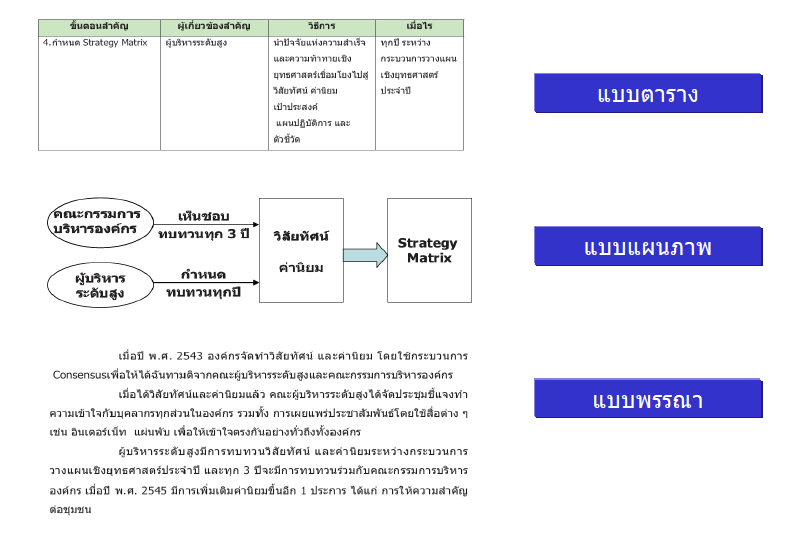 ขั้นตอนสำคัญ ผู้เกี่ยวข้องสำคัญ วิธีการ เมื่อไร
4.กำหนด Strategy Matrix ผู้บริหารระดับสูง นำปัจจัยแห่งความสำเร็จ ทุกปี ระหว่าง
และความท้าทายเชิง กระบวนการวางแผน
ยุทธศาสตร์เชื่อมโยงไปสู่ เชิงยุทธศาสตร์
วิสัยทัศน์ ค่านิยม ประจำปี
เป้าประสงค์
แผนปฏิบัติการ และ
ตัวชี้วัด
แบบตาราง
คณะกรรมการ
บริหารองค์กร
เห็นชอบ
ทบทวนทุก 3 ปี
ผู้บริหาร
ระดับสูง
กำหนด
ทบทวนทุกปี
วิสัยทัศน์
ค่านิยม
Strategy
Matrix
แบบแผนภาพ
เมื่อปี พ.ศ. 2543 องค์กรจัดทำวิสัยทัศน์ และค่านิยม โดยใช้กระบวนการ
Consensusเพื่อให้ได้ฉันทามติจากคณะผู้บริหารระดับสูงและคณะกรรมการบริหารองค์กร
เมื่อได้วิสัยทัศน์และค่านิยมแล้ว คณะผู้บริหารระดับสูงได้จัดประชุมชี้แจงทำ
ความเข้าใจกับบุคลากรทุกส่วนในองค์กร รวมทั้ง การเผยแพร่ประชาสัมพันธ์โดยใช้สื่อต่าง ๆ
เช่น อินเตอร์เน็ท แผ่นพับ เพื่อให้เข้าใจตรงกันอย่างทั่วถึงทั้งองค์กร
ผู้บริหารระดับสูงมีการทบทวนวิสัยทัศน์ และค่านิยมระหว่างกระบวนการ
วางแผนเชิงยุทธศาสตร์ประจำปี และทุก 3 ปีจะมีการทบทวนร่วมกับคณะกรรมการบริหาร
องค์กร เมื่อปี พ.ศ. 2545 มีการเพิ่มเติมค่านิยมขึ้นอีก 1 ประการ ได้แก่ การให้ความสำคัญ
ต่อชุมชน
แบบพรรณา